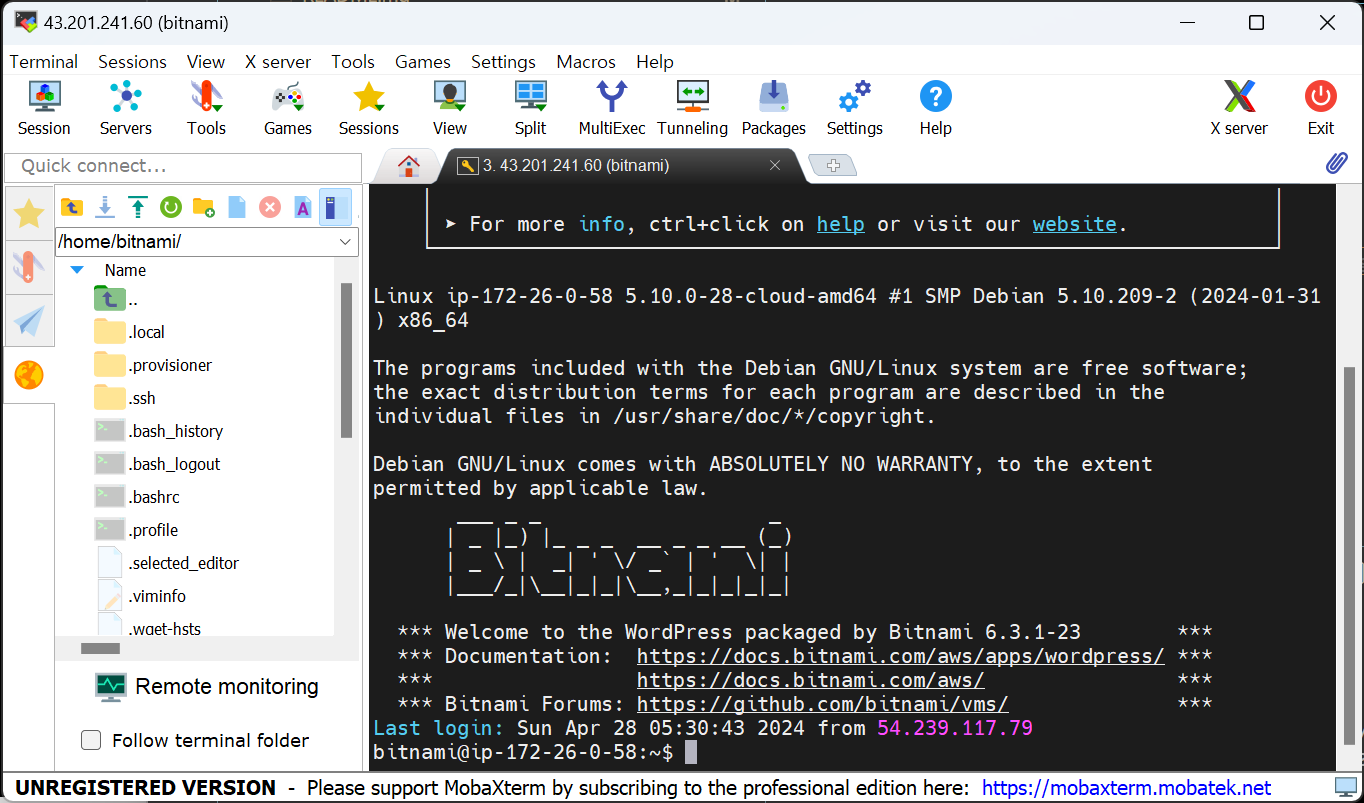 43.201.241.60 (bitnami)
Terminal Sessions View X server Tools Games Settings Macros Help
Session Servers Tools Games Sessions View Split MultiExec Tunneling Packages Settings Help X server Exit
Quick connect...
3. 43.201.241.60 (bitnami)
/home/bitnami/
Name
..
.local
.provisioner
.ssh
.bash_history
.bash_logout
.bashrc
.profile
.selected_editor
.viminfo
.wget-hsts
Remote monitoring
Follow terminal folder
➤ For more info, ctrl+click on help or visit our website.
Linux ip-172-26-0-58 5.10.0-28-cloud-amd64 #1 SMP Debian 5.10.209-2 (2024-01-31
) x86_64
The programs included with the Debian GNU/Linux system are free software;
the exact distribution terms for each program are described in the
individual files in /usr/share/doc/*/copyright.
Debian GNU/Linux comes with ABSOLUTELY NO WARRANTY, to the extent
permitted by applicable law.
Bitnami
*** Welcome to the WordPress packaged by Bitnami 6.3.1-23 ***
*** Documentation: https://docs.bitnami.com/aws/apps/wordpress/ ***
*** https://docs.bitnami.com/aws/ ***
*** Bitnami Forums: https://github.com/bitnami/vms/ ***
Last login: Sun Apr 28 05:30:43 2024 from 54.239.117.79
bitnami@ip-172-26-0-58:~$
UNREGISTERED VERSION - Please support MobaXterm by subscribing to the professional edition here: https://mobaxterm.mobatek.net